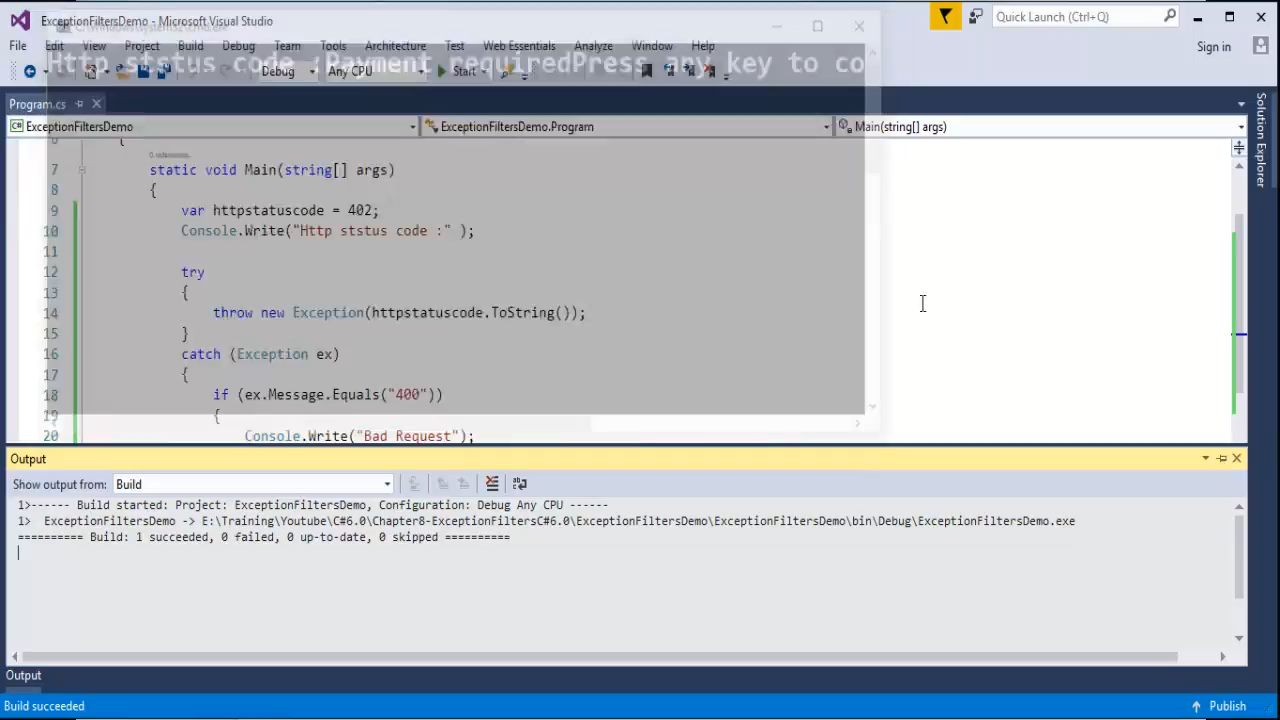 ExceptionFiltersDemo - Microsoft Visual Studio
Quick Launch (Ctrl+Q)
File Edit View Project Build Debug Team Tools Architecture Test Web Essentials Analyze Window Help
Sign in
Http status code :Payment requiredPress any key to co
Debug Any CPU Start
Program.cs
ExceptionFiltersDemo ExceptionFiltersDemo.Program Main(string[] args)
Solution Explorer
6 {
7 static void Main(string[] args)
8 {
9 var httpstatuscode = 402;
10 Console.Write("Http ststus code :" );
11
12 try
13 {
14 throw new Exception(httpstatuscode.ToString());
15 }
16 catch (Exception ex)
17 {
18 if (ex.Message.Equals("400"))
19 {
20 Console.Write("Bad Request");
Output
Show output from: Build
1>------ Build started: Project: ExceptionFiltersDemo, Configuration: Debug Any CPU ------
1> ExceptionFiltersDemo -> E:\Training\Youtube\C#6.0\Chapter8-ExceptionFiltersC#6.0\ExceptionFiltersDemo\ExceptionFiltersDemo\bin\Debug\ExceptionFiltersDemo.exe
========== Build: 1 succeeded, 0 failed, 0 up-to-date, 0 skipped ==========
Output
Build succeeded
Publish